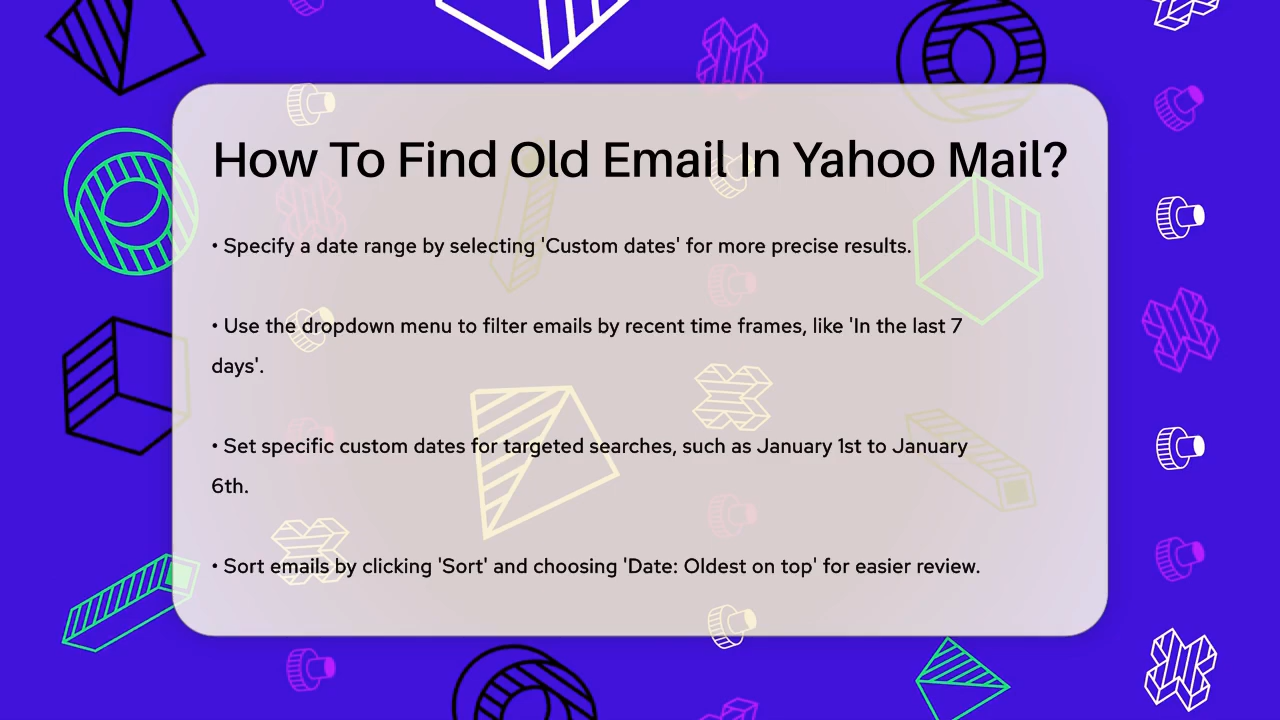 How To Find Old Email In Yahoo Mail?
• Specify a date range by selecting 'Custom dates' for more precise results.
• Use the dropdown menu to filter emails by recent time frames, like 'In the last 7
days'.
• Set specific custom dates for targeted searches, such as January 1st to January
6th.
• Sort emails by clicking 'Sort' and choosing 'Date: Oldest on top' for easier review.